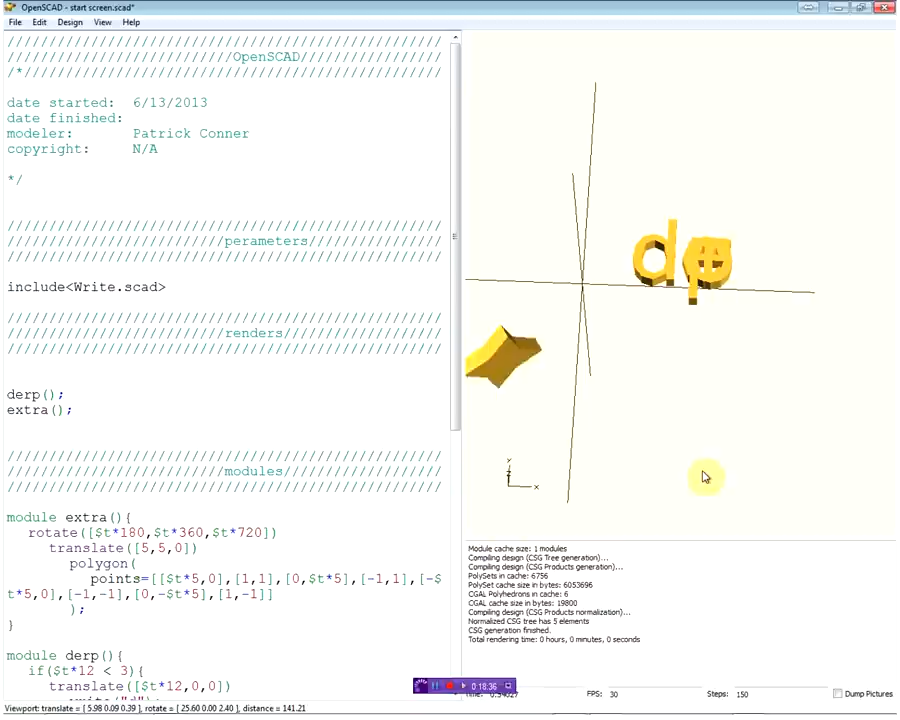 OpenSCAD - start screen.scad*
File Edit Design View Help
////////////////////////////////////////////////
/////////////////////////OpenSCAD////////////////
/*//////////////////////////////////////////////
date started: 6/13/2013
date finished:
modeler: Patrick Conner
copyright: N/A
*/
////////////////////////////////////////////////
////////////////////////perameters///////////////
////////////////////////////////////////////////
include<Write.scad>
////////////////////////////////////////////////
////////////////////////renders//////////////////
////////////////////////////////////////////////
derp();
extra();
////////////////////////////////////////////////
////////////////////////modules//////////////////
////////////////////////////////////////////////
module extra(){
rotate([$t*180,$t*360,$t*720])
translate([5,5,0])
polygon(
points=[[$t*5,0],[1,1],[0,$t*5],[-1,1],[-$
t*5,0],[-1,-1],[0,-$t*5],[1,-1]]
);
}
module derp(){
if($t*12 < 3){
translate([$t*12,0,0])
d
y
z
x
Module cache size: 1 modules
Compiling design (CSG Tree generation)...
Compiling design (CSG Products generation)...
PolySets in cache: 6756
PolySet cache size in bytes: 6053696
CGAL Polyhedrons in cache: 6
CGAL cache size in bytes: 19800
Compiling design (CSG Products normalization)...
Normalized CSG tree has 5 elements
CSG generation finished.
Total rendering time: 0 hours, 0 minutes, 0 seconds
0:18:36
FPS: 30 Steps: 150 Dump Pictures
Viewport: translate = [ 5.98 0.09 0.39 ], rotate = [ 25.60 0.00 2.40 ], distance = 141.21